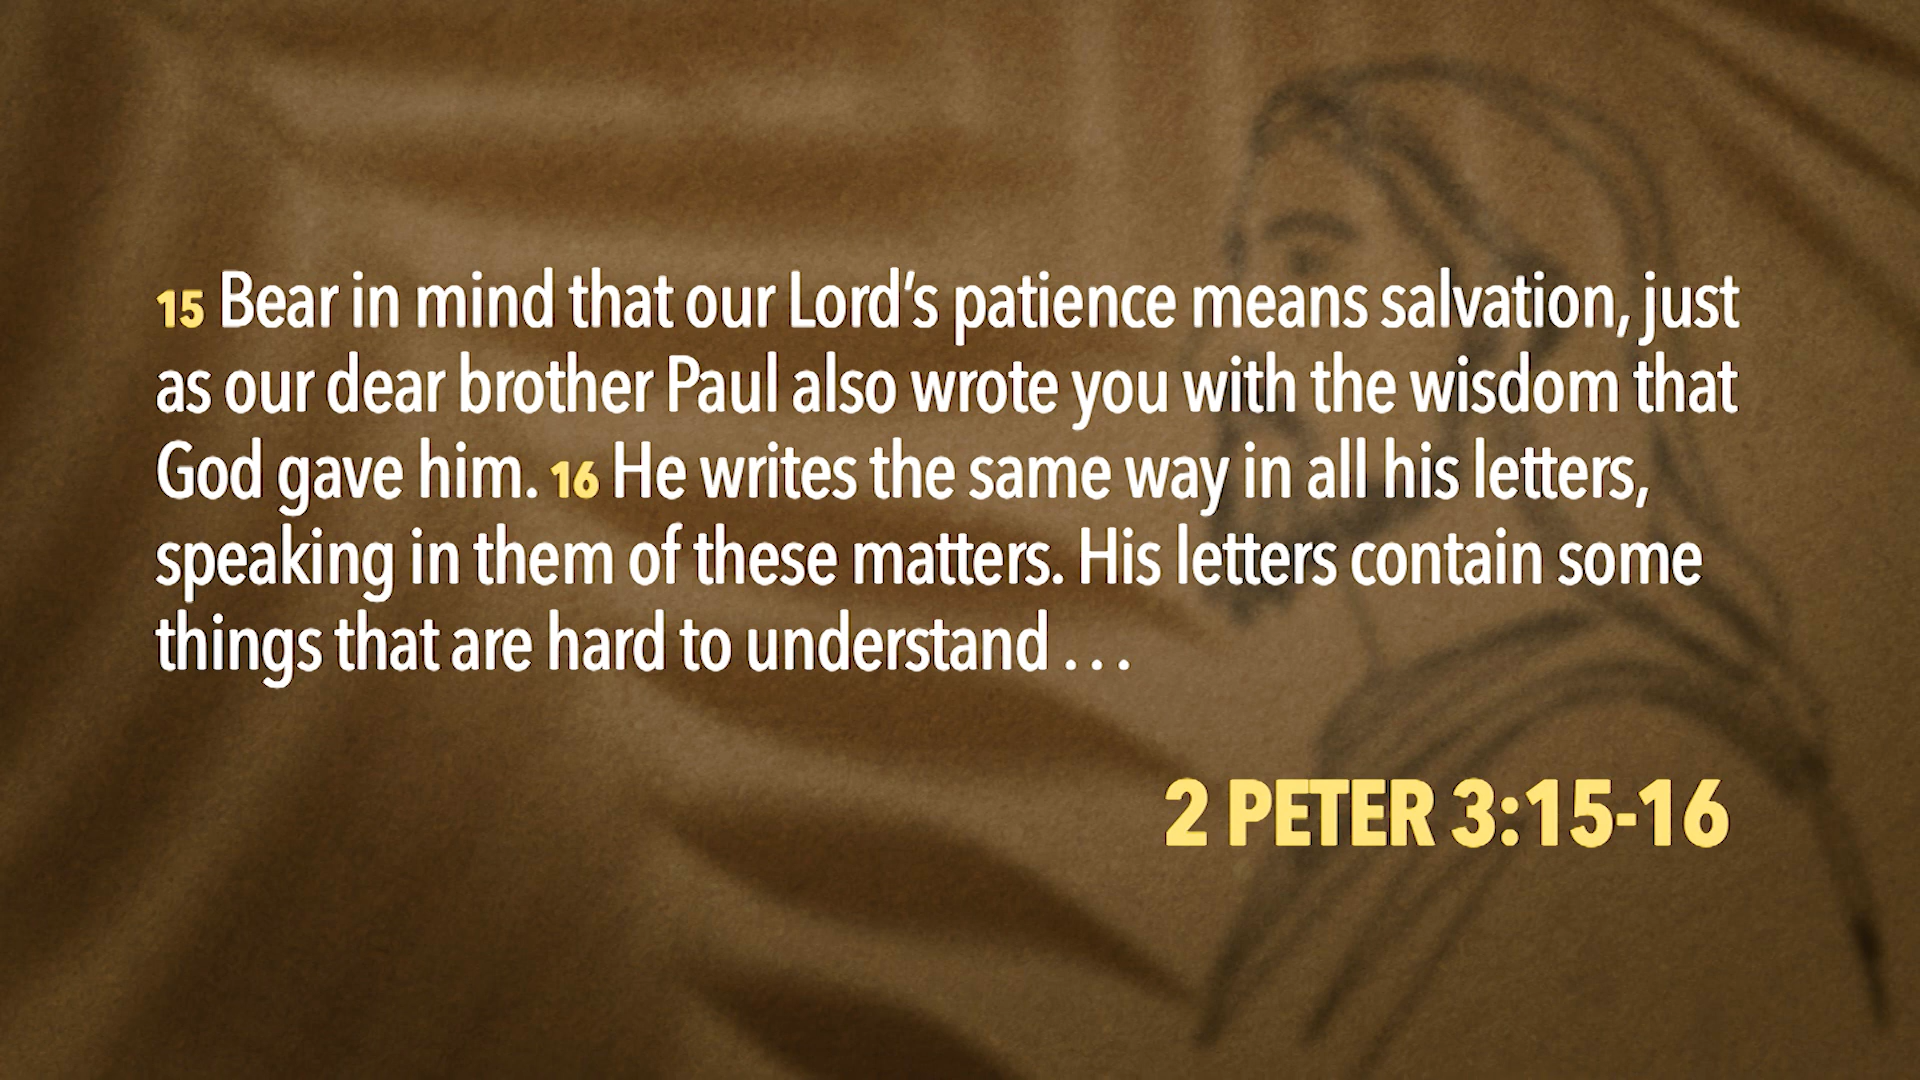 15 Bear in mind that our Lord’s patience means salvation, just
as our dear brother Paul also wrote you with the wisdom that
God gave him. 16 He writes the same way in all his letters,
speaking in them of these matters. His letters contain some
things that are hard to understand . . .
2 PETER 3:15-16